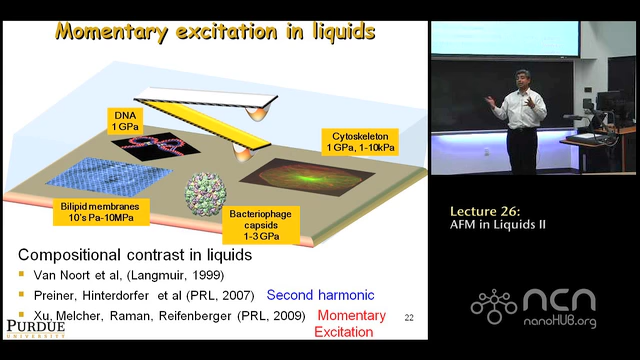 Momentary excitation in liquids
DNA
1 GPa
Cytoskeleton
1 GPa, 1-10kPa
Bilipid membranes
10's Pa-10MPa
Bacteriophage
capsids
1-3 GPa
Compositional contrast in liquids
Van Noort et al, (Langmuir, 1999)
Preiner, Hinterdorfer et al (PRL, 2007) Second harmonic
Xu, Melcher, Raman, Reifenberger (PRL, 2009) Momentary
Excitation
22
PURDUE
UNIVERSITY
Lecture 26:
AFM in Liquids II
ncn
nanoHUB.org